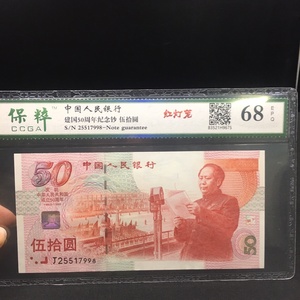 保粹
CCGA
中国人民银行
建国50周年纪念钞 伍拾圆
S/N 25517998-Note guarantee
红灯笼
68
EPQ
50
中国人民银行
伍拾圆
J25517998
50